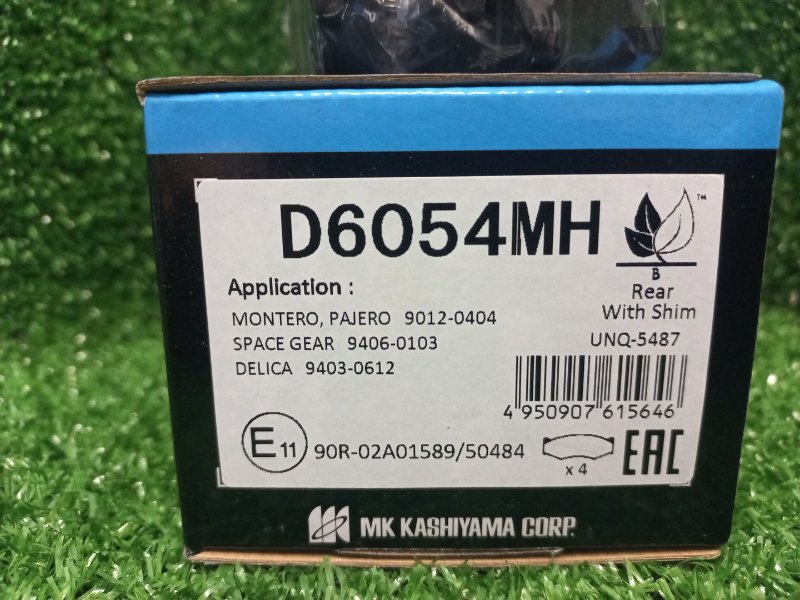 D6054MH
™
B
Application :
Rear
With Shim
MONTERO, PAJERO 9012-0404
SPACE GEAR 9406-0103
DELICA 9403-0612
UNQ-5487
4 950907 615646
E11
90R-02A01589/50484
x 4
EAC
MK KASHIYAMA CORP.